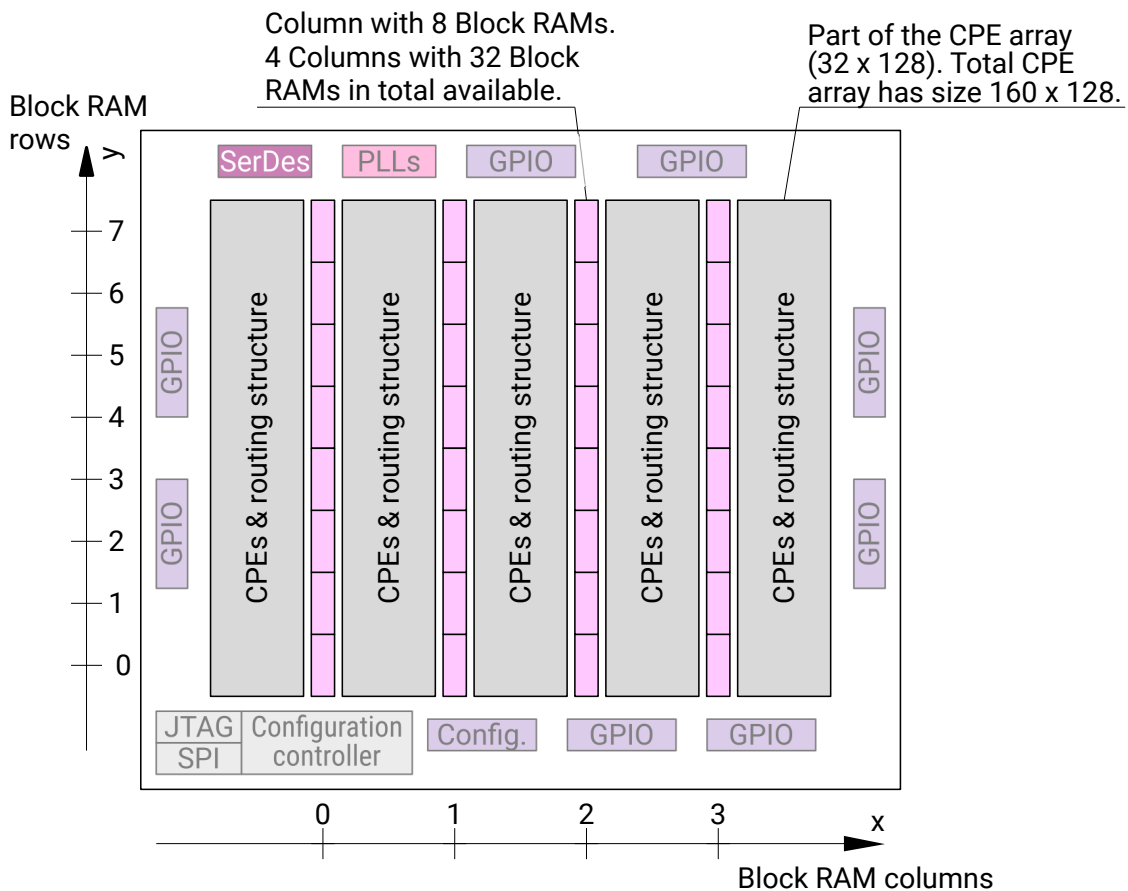 Column with 8 Block RAMs.
4 Columns with 32 Block
RAMs in total available.
Part of the CPE array
(32 x 128). Total CPE
array has size 160 x 128.
Block RAM
rows
y
SerDes
PLLs
GPIO
GPIO
7
6
5
4
3
2
1
0
GPIO
GPIO
CPEs & routing structure
CPEs & routing structure
CPEs & routing structure
CPEs & routing structure
CPEs & routing structure
GPIO
GPIO
JTAG
SPI
Configuration
controller
Config.
GPIO
GPIO
0
1
2
3
x
Block RAM columns